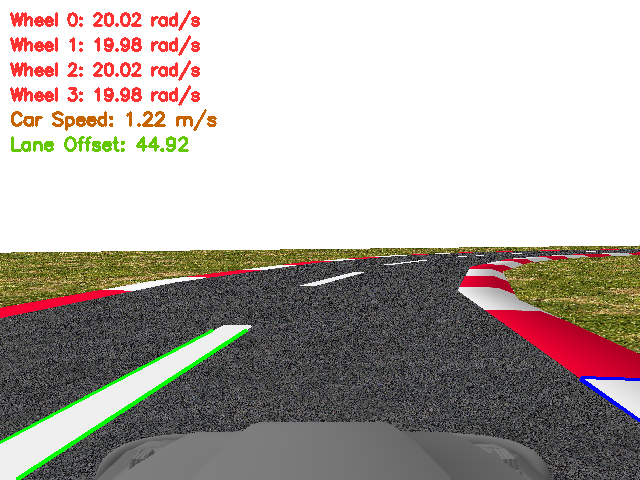 Wheel 0: 20.02 rad/s
Wheel 1: 19.98 rad/s
Wheel 2: 20.02 rad/s
Wheel 3: 19.98 rad/s
Car Speed: 1.22 m/s
Lane Offset: 44.92